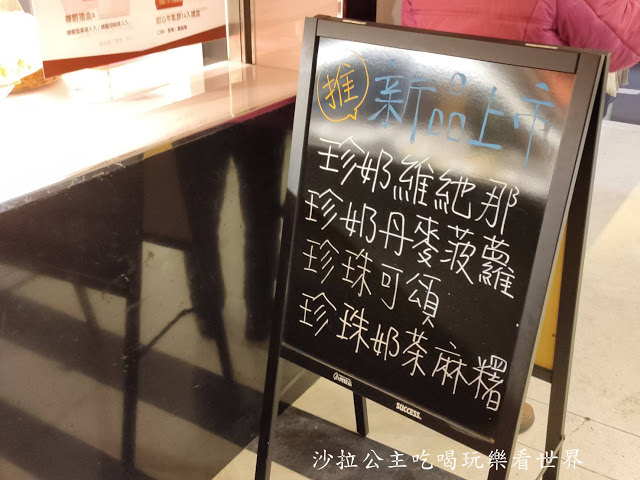 推 新品上市
珍奶維紗那
珍奶丹麥菠蘿
珍珠可頌
珍珠奶茶麻糬
SUCCESS
沙拉公主吃喝玩樂看世界